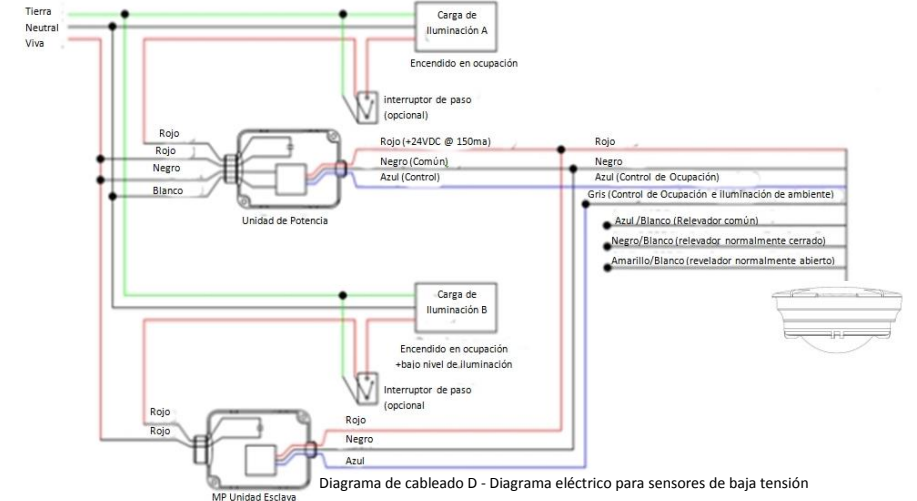 Tierra
Neutral
Viva
Carga de
Iluminación A
Encendido en ocupación
interruptor de paso
(opcional)
Rojo
Rojo
Negro
Blanco
Unidad de Potencia
Rojo (+24VDC @ 150ma)
Negro (Común)
Azul (Control)
Rojo
Negro
Azul (Control de Ocupación)
Gris (Control de Ocupación e iluminación de ambiente)
Azul /Blanco (Relevador común)
Negro/Blanco (relevador normalmente cerrado)
Amarillo/Blanco (revelador normalmente abierto)
Carga de
Iluminación B
Encendido en ocupación
+bajo nivel de iluminación
Interruptor de paso
(opcional
Rojo
Rojo
Rojo
Negro
Azul
MP Unidad Esclava
Diagrama de cableado D - Diagrama eléctrico para sensores de baja tensión